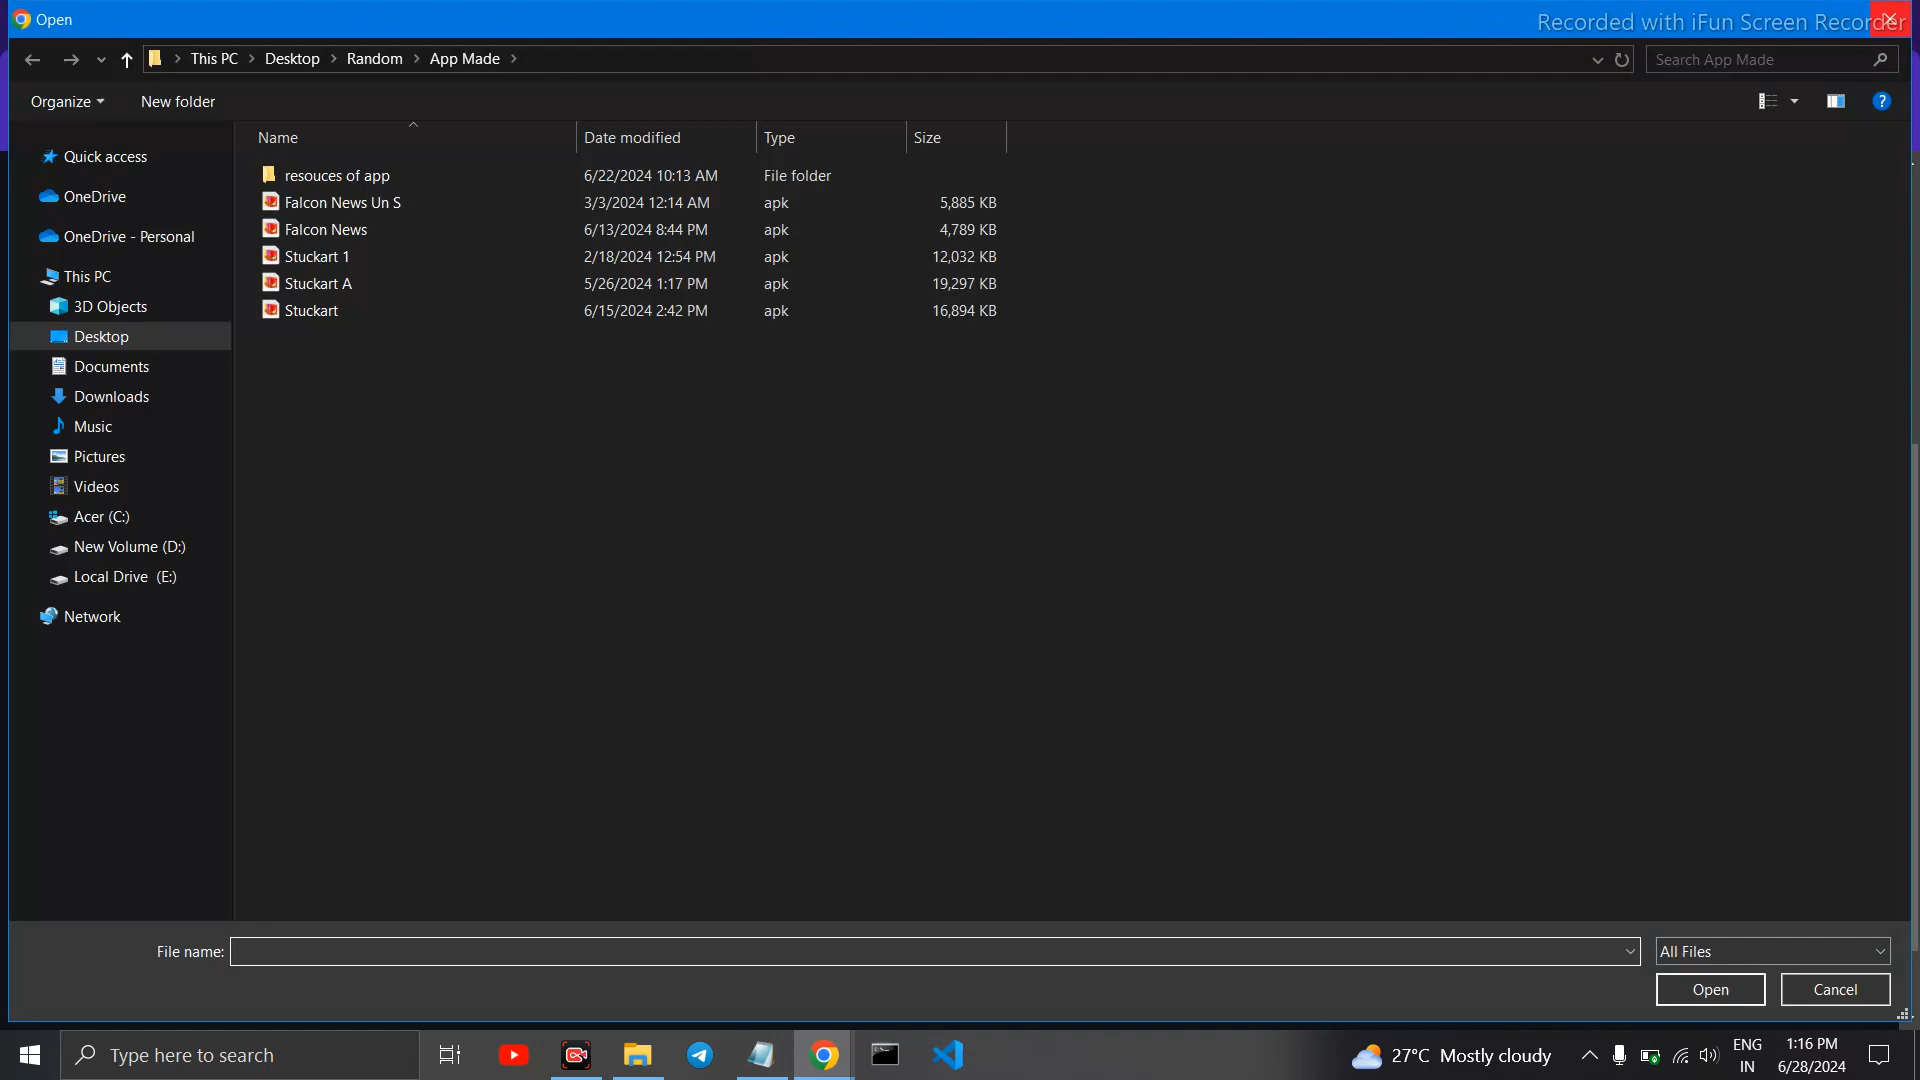 Open
Recorded with iFun Screen Recorder
This PC > Desktop > Random > App Made >
Search App Made
Organize New folder
Name Date modified Type Size
Quick access
OneDrive
OneDrive - Personal
This PC
3D Objects
Desktop
Documents
Downloads
Music
Pictures
Videos
Acer (C:)
New Volume (D:)
Local Drive (E:)
Network
resouces of app 6/22/2024 10:13 AM File folder
Falcon News Un S 3/3/2024 12:14 AM apk 5,885 KB
Falcon News 6/13/2024 8:44 PM apk 4,789 KB
Stuckart 1 2/18/2024 12:54 PM apk 12,032 KB
Stuckart A 5/26/2024 1:17 PM apk 19,297 KB
Stuckart 6/15/2024 2:42 PM apk 16,894 KB
File name: All Files
Open Cancel
Type here to search
27°C Mostly cloudy
ENG
IN
1:16 PM
6/28/2024